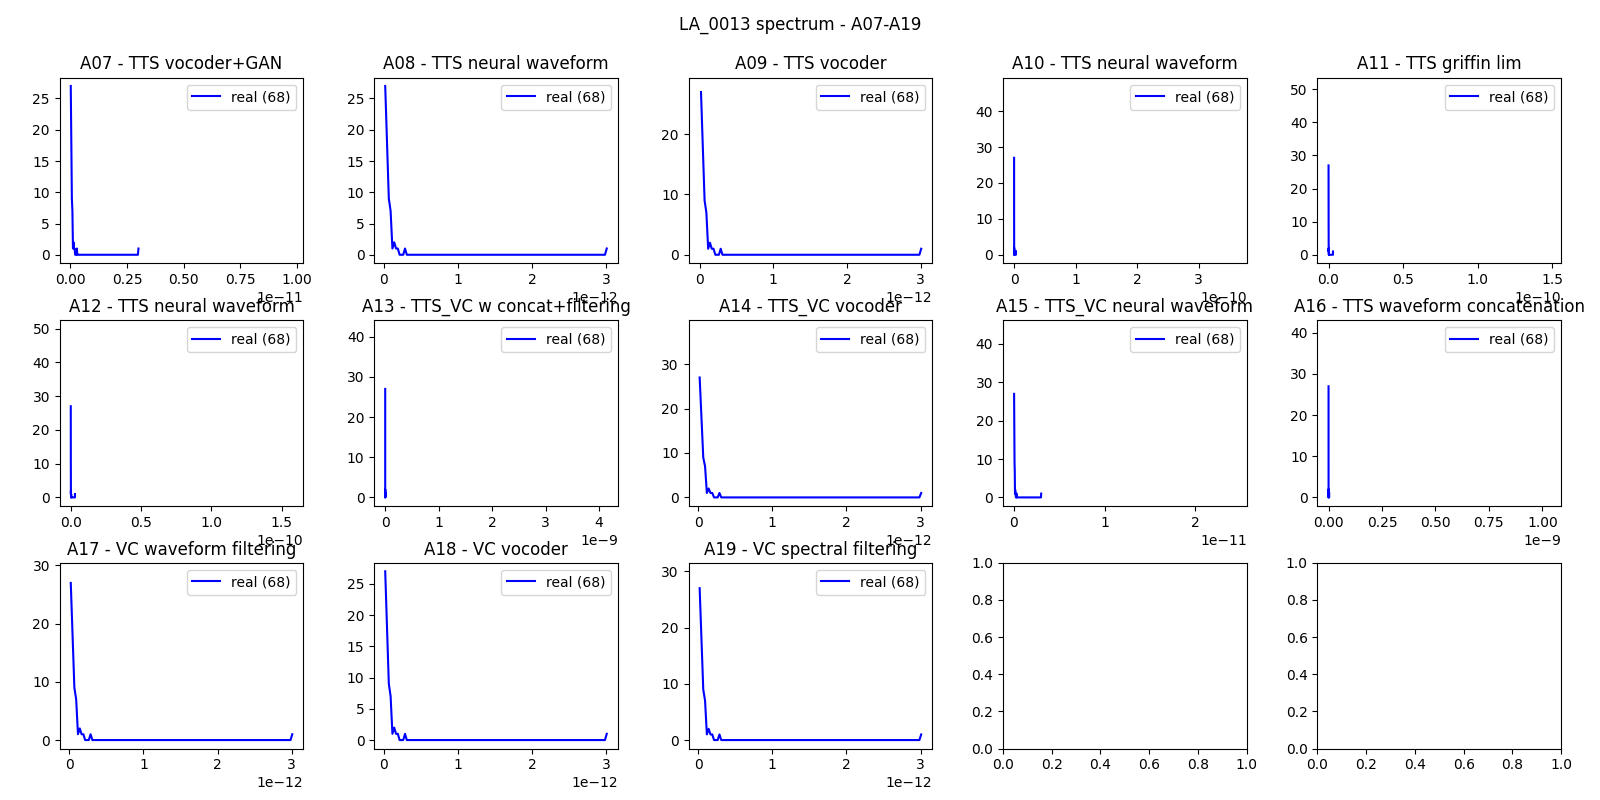 LA_0013 spectrum - A07-A19
A07 - TTS vocoder+GAN
A08 - TTS neural waveform
A09 - TTS vocoder
A10 - TTS neural waveform
A11 - TTS griffin lim
real (68)
real (68)
real (68)
real (68)
real (68)
25
20
15
10
5
0
25
20
15
10
5
0
20
10
0
40
30
20
10
0
50
40
30
20
10
0
0.00 0.25 0.50 0.75 1.00
1e−11
0 1 2 3
1e−12
0 1 2 3
1e−12
0 1 2 3
1e−10
0.0 0.5 1.0 1.5
1e−10
A12 - TTS neural waveform
A13 - TTS_VC w concat+filtering
A14 - TTS_VC vocoder
A15 - TTS_VC neural waveform
A16 - TTS waveform concatenation
real (68)
real (68)
real (68)
real (68)
real (68)
50
40
30
20
10
0
40
30
20
10
0
30
20
10
0
40
30
20
10
0
40
30
20
10
0
0.0 0.5 1.0 1.5
1e−10
0 1 2 3 4
1e−9
0 1 2 3
1e−12
0 1 2
1e−11
0.00 0.25 0.50 0.75 1.00
1e−9
A17 - VC waveform filtering
A18 - VC vocoder
A19 - VC spectral filtering
real (68)
real (68)
real (68)
30
20
10
0
25
20
15
10
5
0
30
20
10
0
1.0
0.8
0.6
0.4
0.2
0.0
1.0
0.8
0.6
0.4
0.2
0.0
0 1 2 3
1e−12
0 1 2 3
1e−12
0 1 2 3
1e−12
0.0 0.2 0.4 0.6 0.8 1.0
0.0 0.2 0.4 0.6 0.8 1.0